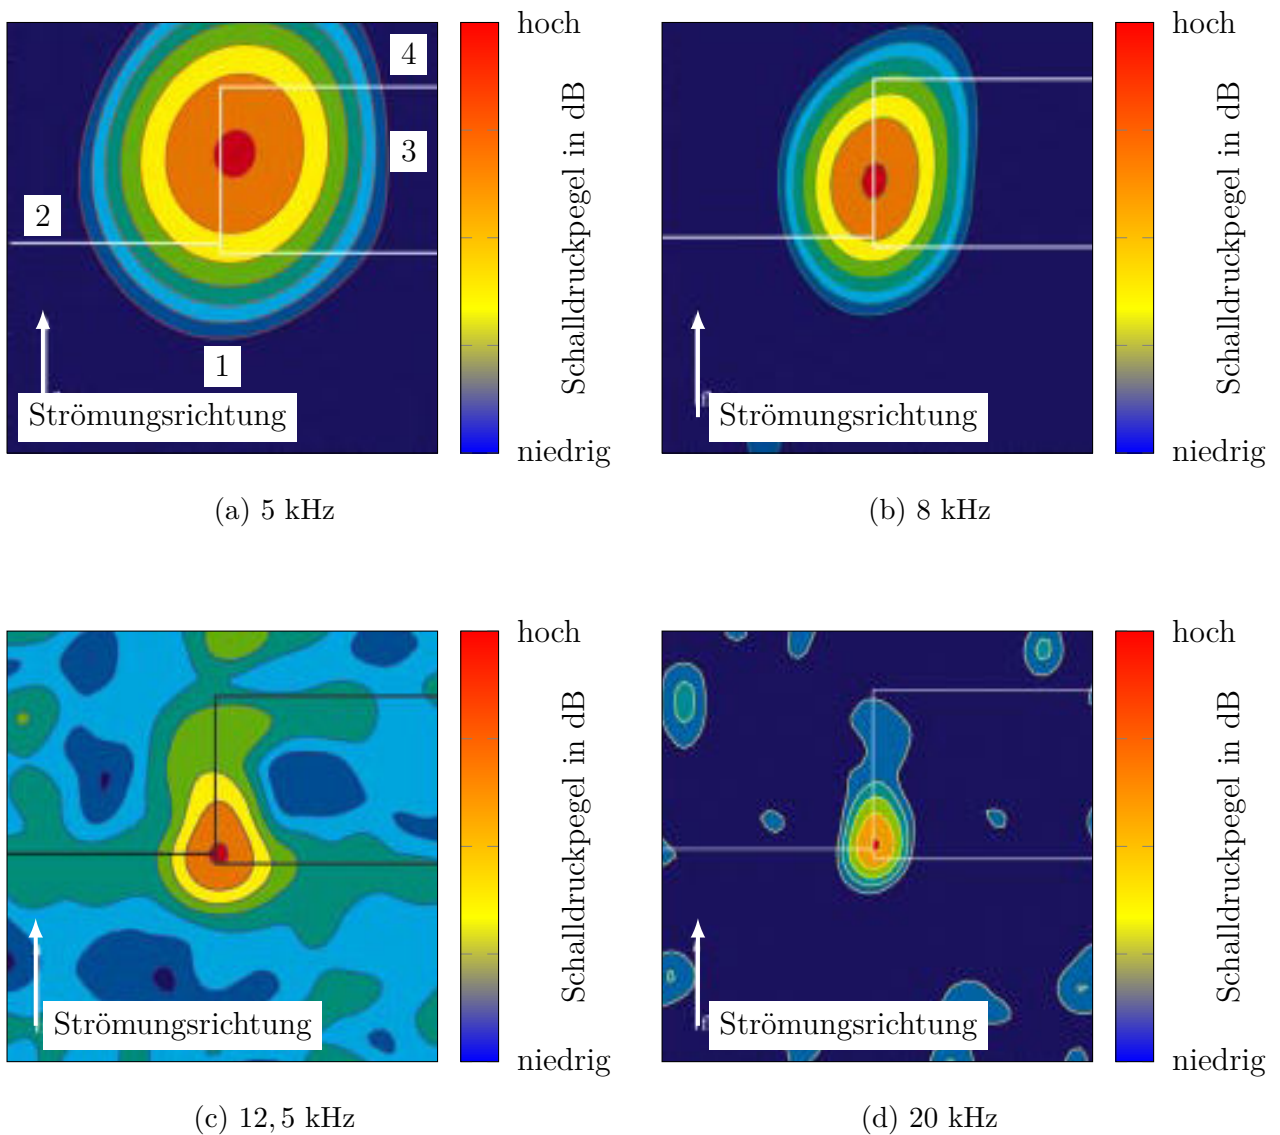 hoch
4
3
2
1
Schalldruckpegel in dB
Strömungsrichtung
niedrig
(a) 5 kHz
hoch
Schalldruckpegel in dB
Strömungsrichtung
niedrig
(b) 8 kHz
hoch
Schalldruckpegel in dB
Strömungsrichtung
niedrig
(c) 12, 5 kHz
hoch
Schalldruckpegel in dB
Strömungsrichtung
niedrig
(d) 20 kHz